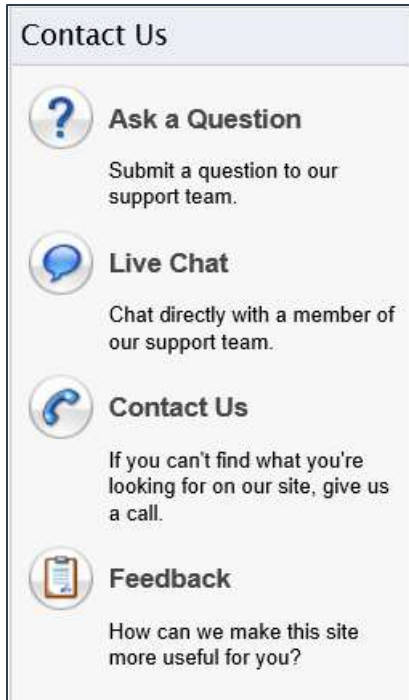 Contact Us
Ask a Question
Submit a question to our
support team.
Live Chat
Chat directly with a member of
our support team.
Contact Us
If you can't find what you're
looking for on our site, give us
a call.
Feedback
How can we make this site
more useful for you?